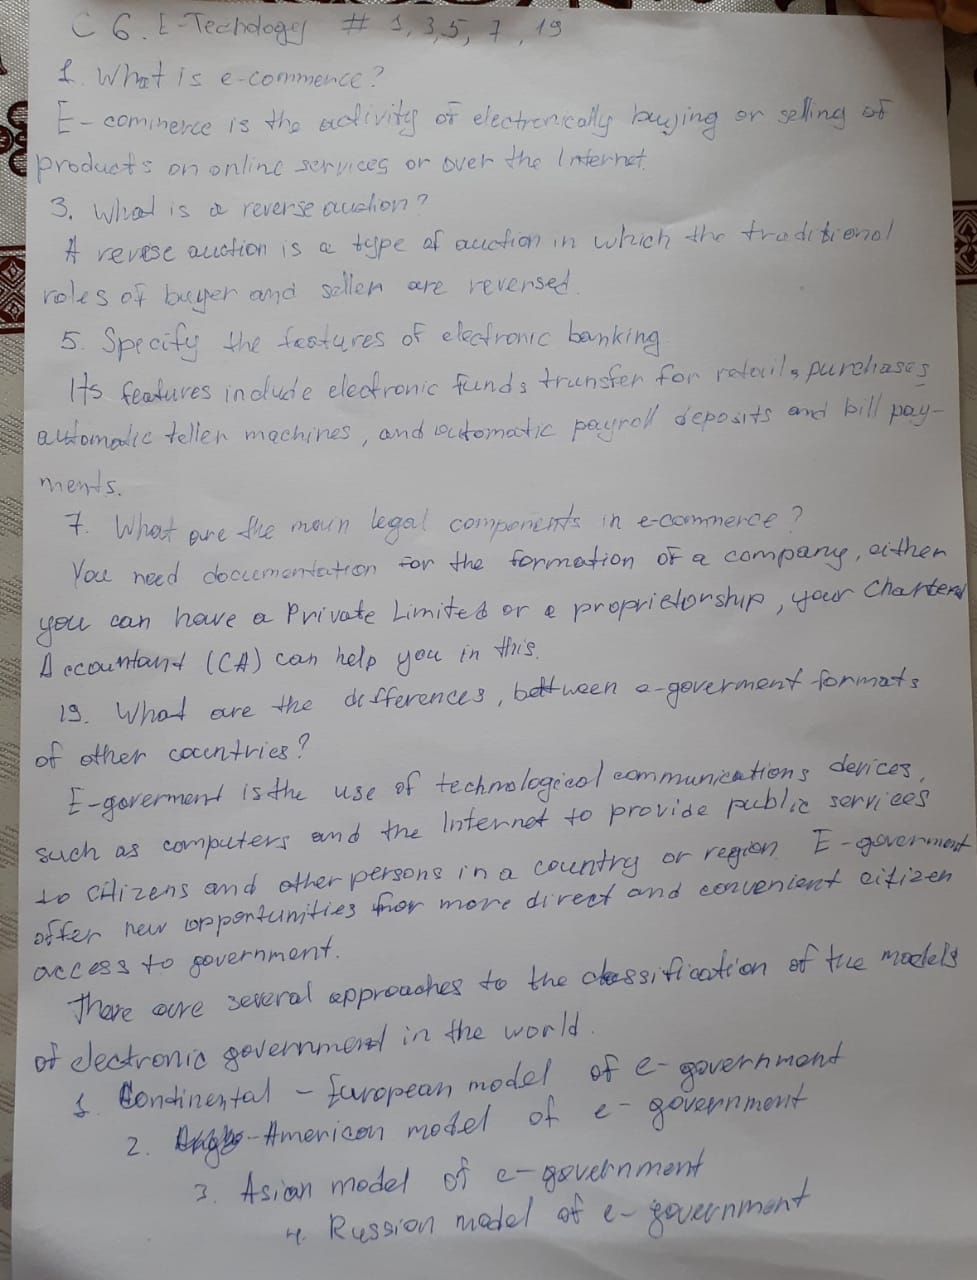 C 6. E-Techdogy # 1, 3, 5, 7, 19
1. What is e-commence?
E-commerce is the activity of electronically buying or selling of
products on online services or over the Internet.
3. What is a reverse auction?
A revese auction is a type of auction in which the traditional
roles of buyer and seller are reversed.
5. Specify the features of electronic banking
Its features include electronic funds transfer for retail purchases
automatic teller machines, and automatic payroll deposits and bill pay-
ments.
7. What are the main legal components in e-commerce?
You need documentation for the formation of a company, either
you can have a Private Limited or a proprietorship, your Charterd
Accountant (CA) can help you in this.
19. What are the differences, between e-goverment formats
of other countries?
E-goverment is the use of technological communications devices,
such as computers and the Internet to provide public services
to citizens and other persons in a country or region. E-goverment
offer new opportunities for more direct and convenient citizen
access to government.
There are several approaches to the classification of the models
of electronic government in the world.
1. Continental - European model of e-government
2. Anglo-American model of e-government
3. Asian model of e-government
4. Russion model of e-government